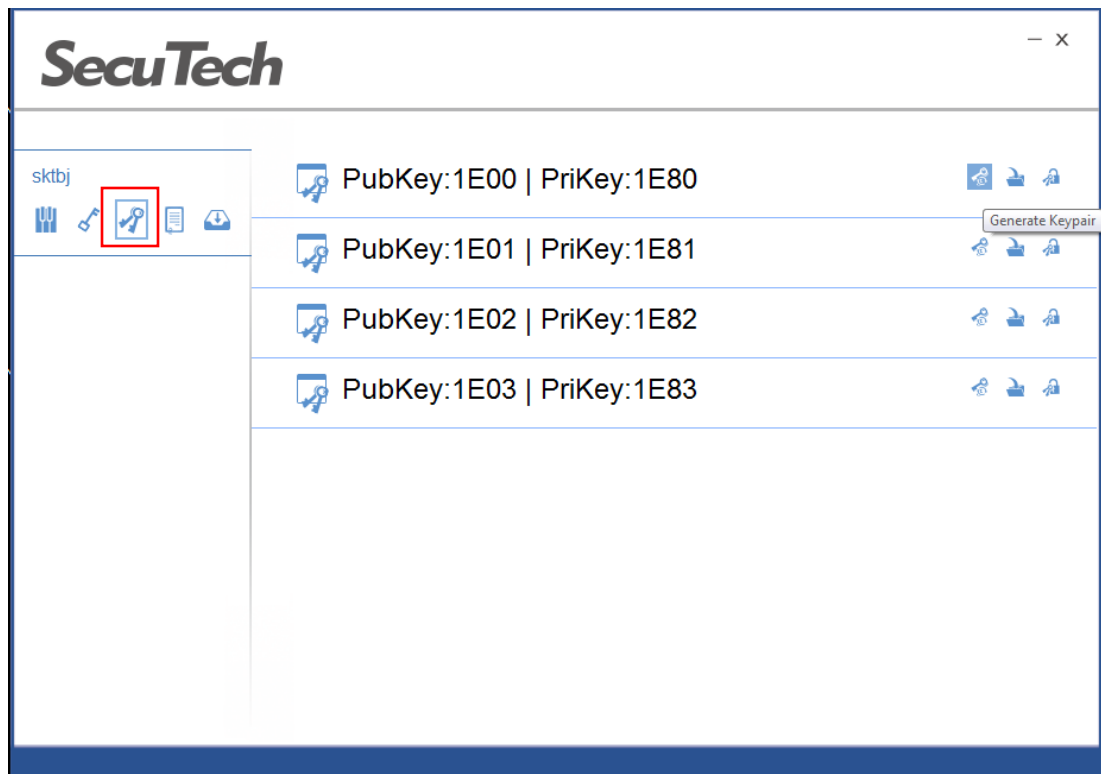 SecuTech
sktbj
PubKey:1E00 | PriKey:1E80
Generate Keypair
PubKey:1E01 | PriKey:1E81
PubKey:1E02 | PriKey:1E82
PubKey:1E03 | PriKey:1E83